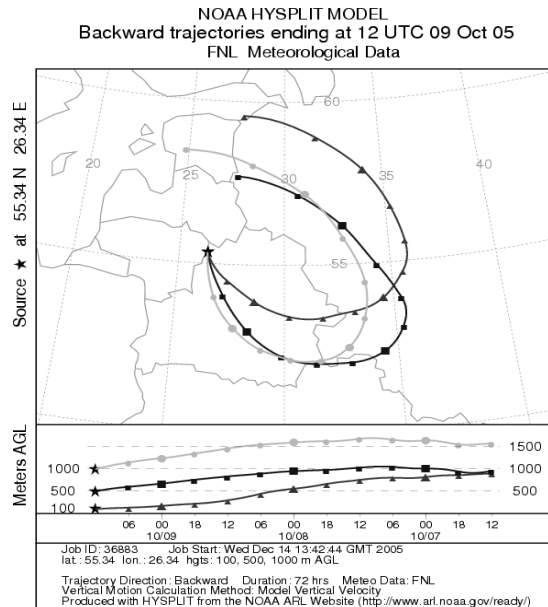 NOAA HYSPLIT MODEL
Backward trajectories ending at 12 UTC 09 Oct 05
FNL Meteorological Data
Source ★ at 55.34 N 26.34 E
60
20
25
30
35
40
55
Meters AGL
1500
1000
1000
500
500
100
06 00 18 12 06 00 18 12 06 00 18 12
10/09 10/08 10/07
Job ID: 36883 Job Start: Wed Dec 14 13:42:44 GMT 2005
lat.: 55.34 lon.: 26.34 hgts: 100, 500, 1000 m AGL
Trajectory Direction: Backward Duration: 72 hrs Meteo Data: FNL
Vertical Motion Calculation Method: Model Vertical Velocity
Produced with HYSPLIT from the NOAA ARL Website (http://www.arl.noaa.gov/ready/)